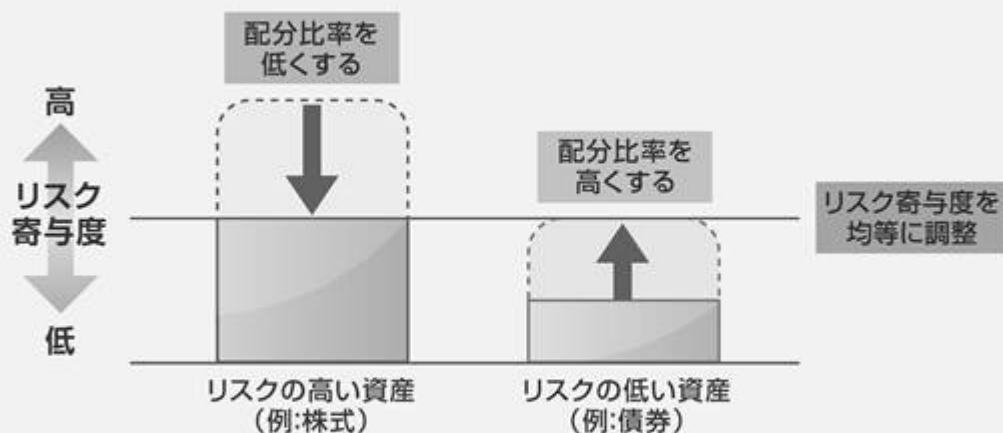 配分比率を
低くする
高
リスク
寄与度
低
配分比率を
高くする
リスク寄与度を
均等に調整
リスクの高い資産
(例:株式)
リスクの低い資産
(例:債券)